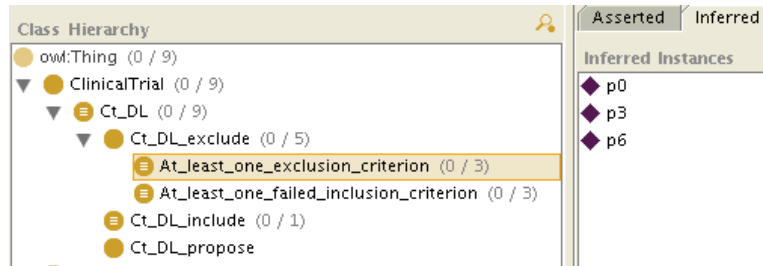 Class Hierarchy
owl:Thing (0 / 9)
ClinicalTrial (0 / 9)
Ct_DL (0 / 9)
Ct_DL_exclude (0 / 5)
At_least_one_exclusion_criterion (0 / 3)
At_least_one_failed_inclusion_criterion (0 / 3)
Ct_DL_include (0 / 1)
Ct_DL_propose
Asserted Inferred
Inferred Instances
p0
p3
p6